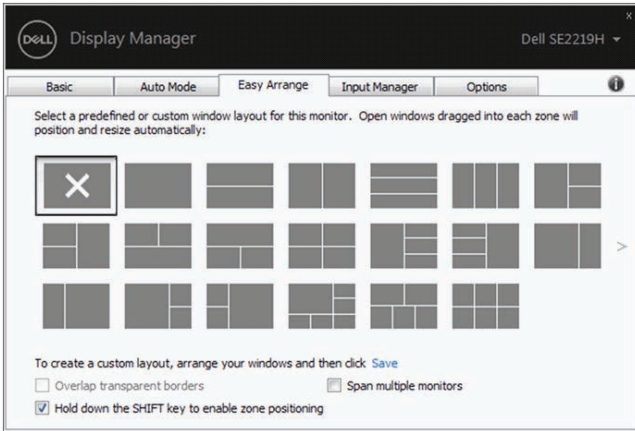 DELL Display Manager
Dell SE2219H
Basic Auto Mode Easy Arrange Input Manager Options
Select a predefined or custom window layout for this monitor. Open windows dragged into each zone will
position and resize automatically:
To create a custom layout, arrange your windows and then click Save
Overlap transparent borders Span multiple monitors
Hold down the SHIFT key to enable zone positioning